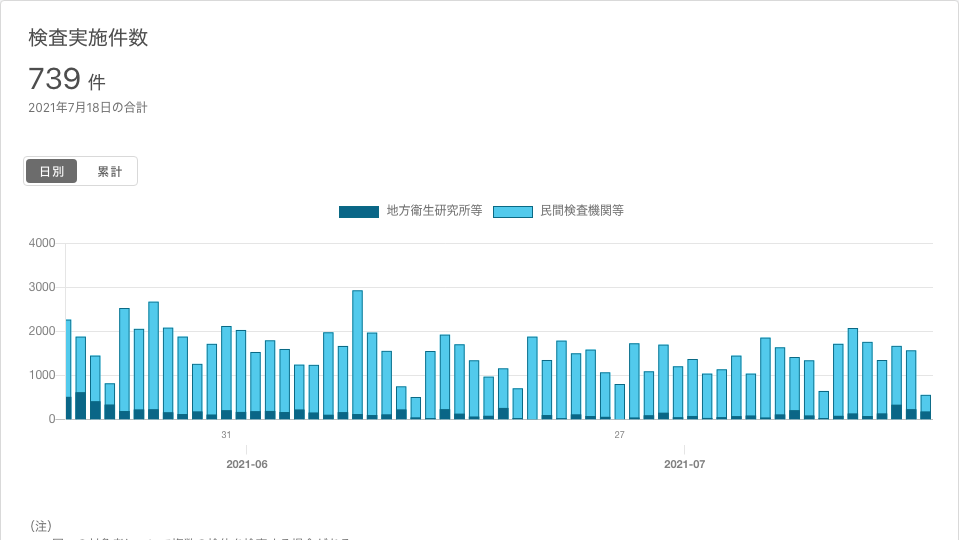 検査実施件数
739 件
2021年7月18日の合計
日別 累計
地方衛生研究所等 民間検査機関等
4000
3000
2000
1000
0
31 27
2021-06 2021-07
（注）